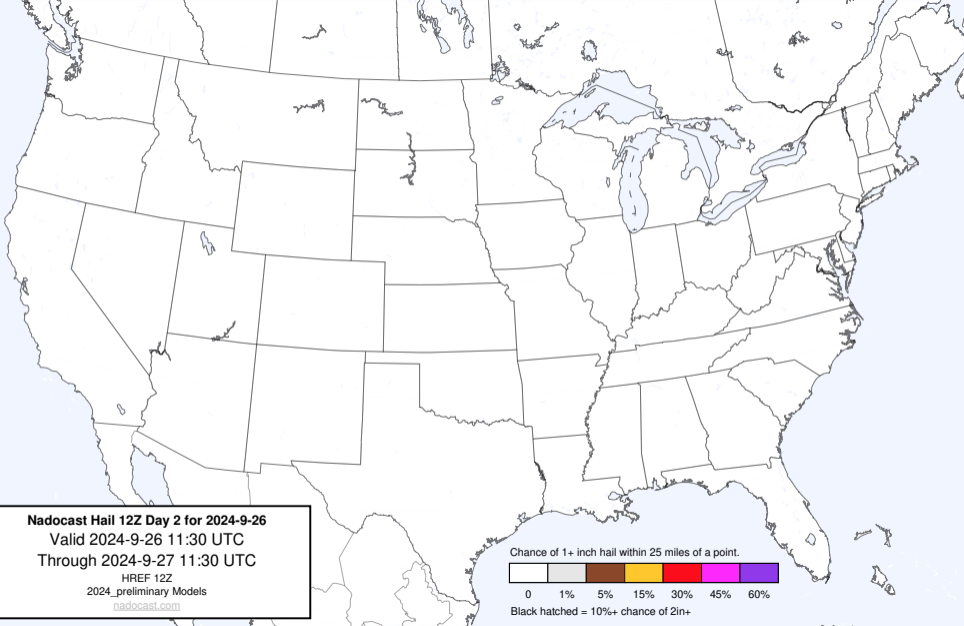 Nadocast Hail 12Z Day 2 for 2024-9-26
Valid 2024-9-26 11:30 UTC
Through 2024-9-27 11:30 UTC
HREF 12Z
2024_preliminary Models
nadocast.com
Chance of 1+ inch hail within 25 miles of a point.
0 1% 5% 15% 30% 45% 60%
Black hatched = 10%+ chance of 2in+